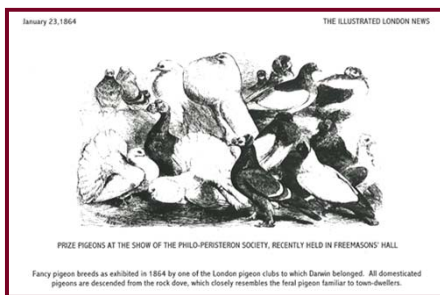 January 23,1864
THE ILLUSTRATED LONDON NEWS
PRIZE PIGEONS AT THE SHOW OF THE PHILO-PERISTERON SOCIETY, RECENTLY HELD IN FREEMASONS' HALL
Fancy pigeon breeds as exhibited in 1864 by one of the London pigeon clubs to which Darwin belonged. All domesticated
pigeons are descended from the rock dove, which closely resembles the feral pigeon familiar to town-dwellers.